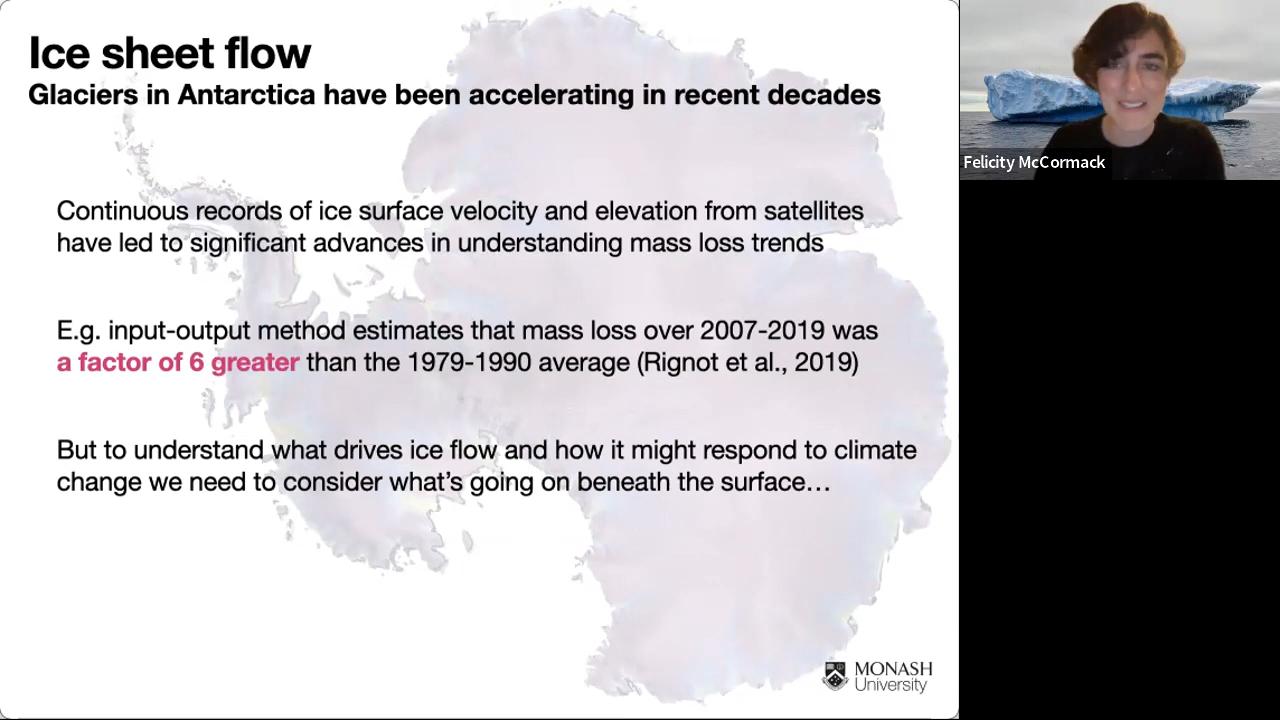 Ice sheet flow
Glaciers in Antarctica have been accelerating in recent decades
Continuous records of ice surface velocity and elevation from satellites
have led to significant advances in understanding mass loss trends
E.g. input-output method estimates that mass loss over 2007-2019 was
a factor of 6 greater than the 1979-1990 average (Rignot et al., 2019)
But to understand what drives ice flow and how it might respond to climate
change we need to consider what's going on beneath the surface…
MONASH
University
Felicity McCormack